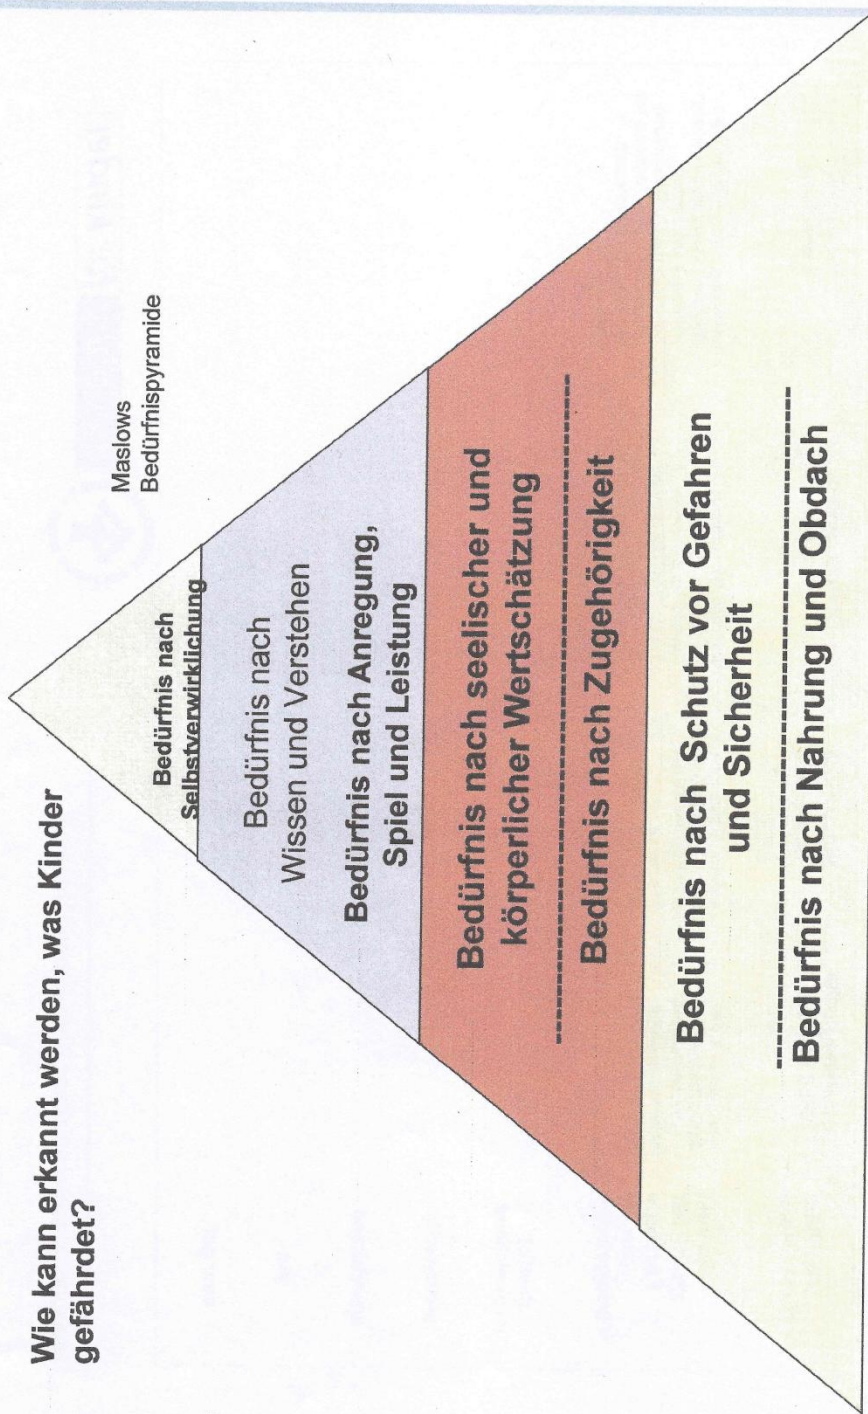 Wie kann erkannt werden, was Kinder
gefährdet?
Maslows
Bedürfnispyramide
Bedürfnis nach
Selbstverwirklichung
Bedürfnis nach
Wissen und Verstehen
Bedürfnis nach Anregung,
Spiel und Leistung
Bedürfnis nach seelischer und
körperlicher Wertschätzung
Bedürfnis nach Zugehörigkeit
Bedürfnis nach Schutz vor Gefahren
und Sicherheit
Bedürfnis nach Nahrung und Obdach